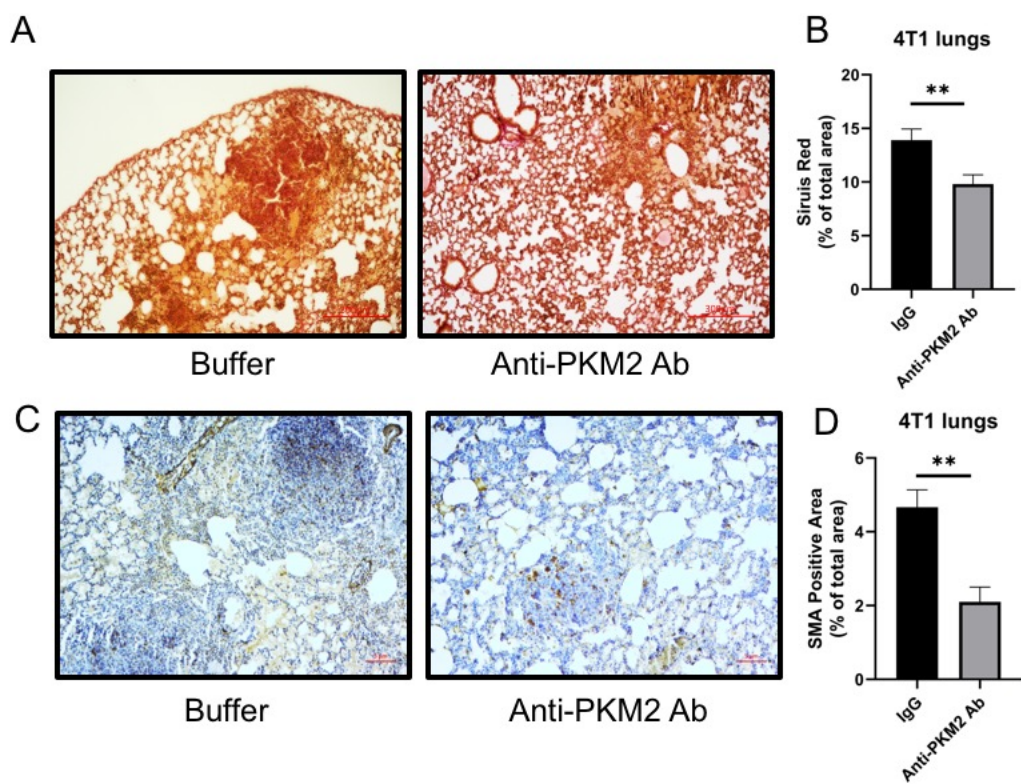 A
Buffer
Anti-PKM2 Ab
B
4T1 lungs
20
15
10
5
0
**
Siruis Red
(% of total area)
IgG
Anti-PKM2 Ab
C
Buffer
Anti-PKM2 Ab
D
4T1 lungs
6
4
2
0
**
SMA Positive Area
(% of total area)
IgG
Anti-PKM2 Ab